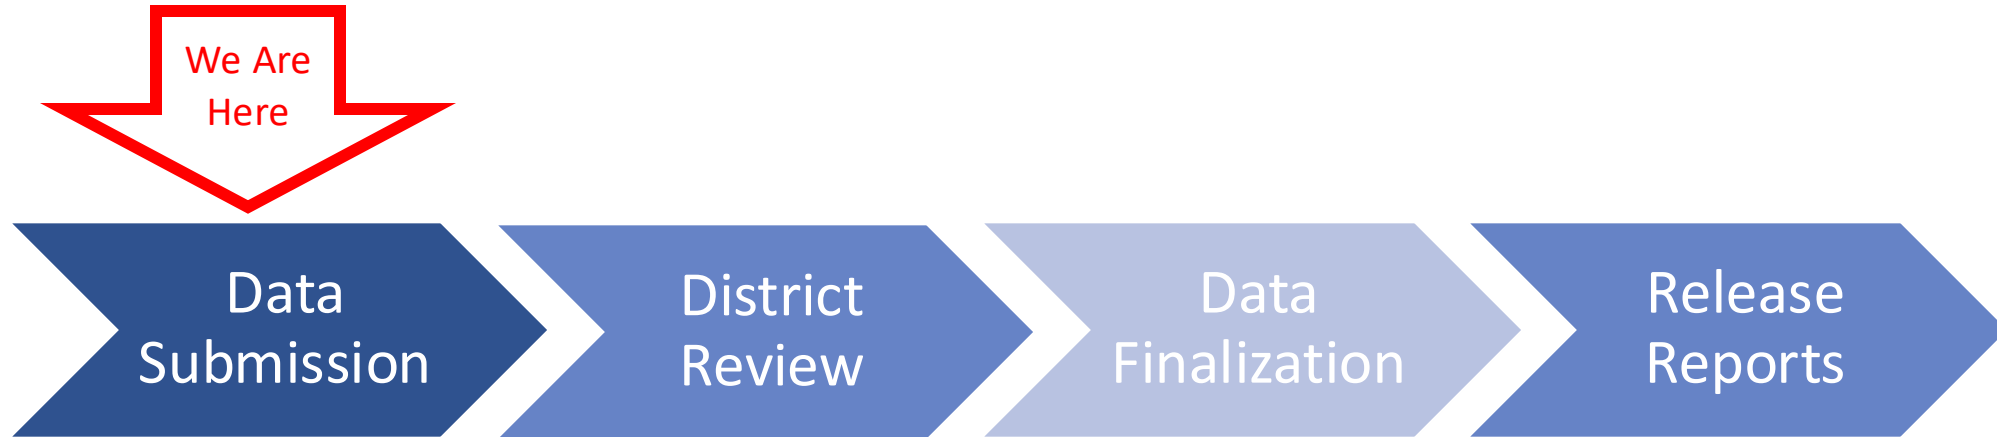 We Are
Here
Data
Submission
District
Review
Data
Finalization
Release
Reports